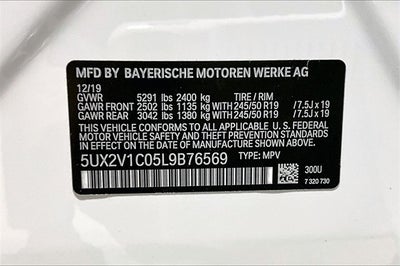 MFD BY BAYERISCHE MOTOREN WERKE AG
12/19
GVWR 5291 lbs 2400 kg TIRE / RIM
GAWR FRONT 2502 lbs 1135 kg WITH 245/50 R19 /7.5J x 19
GAWR REAR 3042 lbs 1380 kg WITH 245/50 R19 /7.5J x 19
THIS VEHICLE CONFORMS TO ALL APPLICABLE U. S. FEDERAL
MOTOR VEHICLE SAFETY, BUMPER, AND THEFT PREVENTION
STANDARDS IN EFFECT ON THE DATE OF MANUFACTURE SHOWN ABOVE.
5UX2V1C05L9B76569 TYPE: MPV
300U
7 320 730